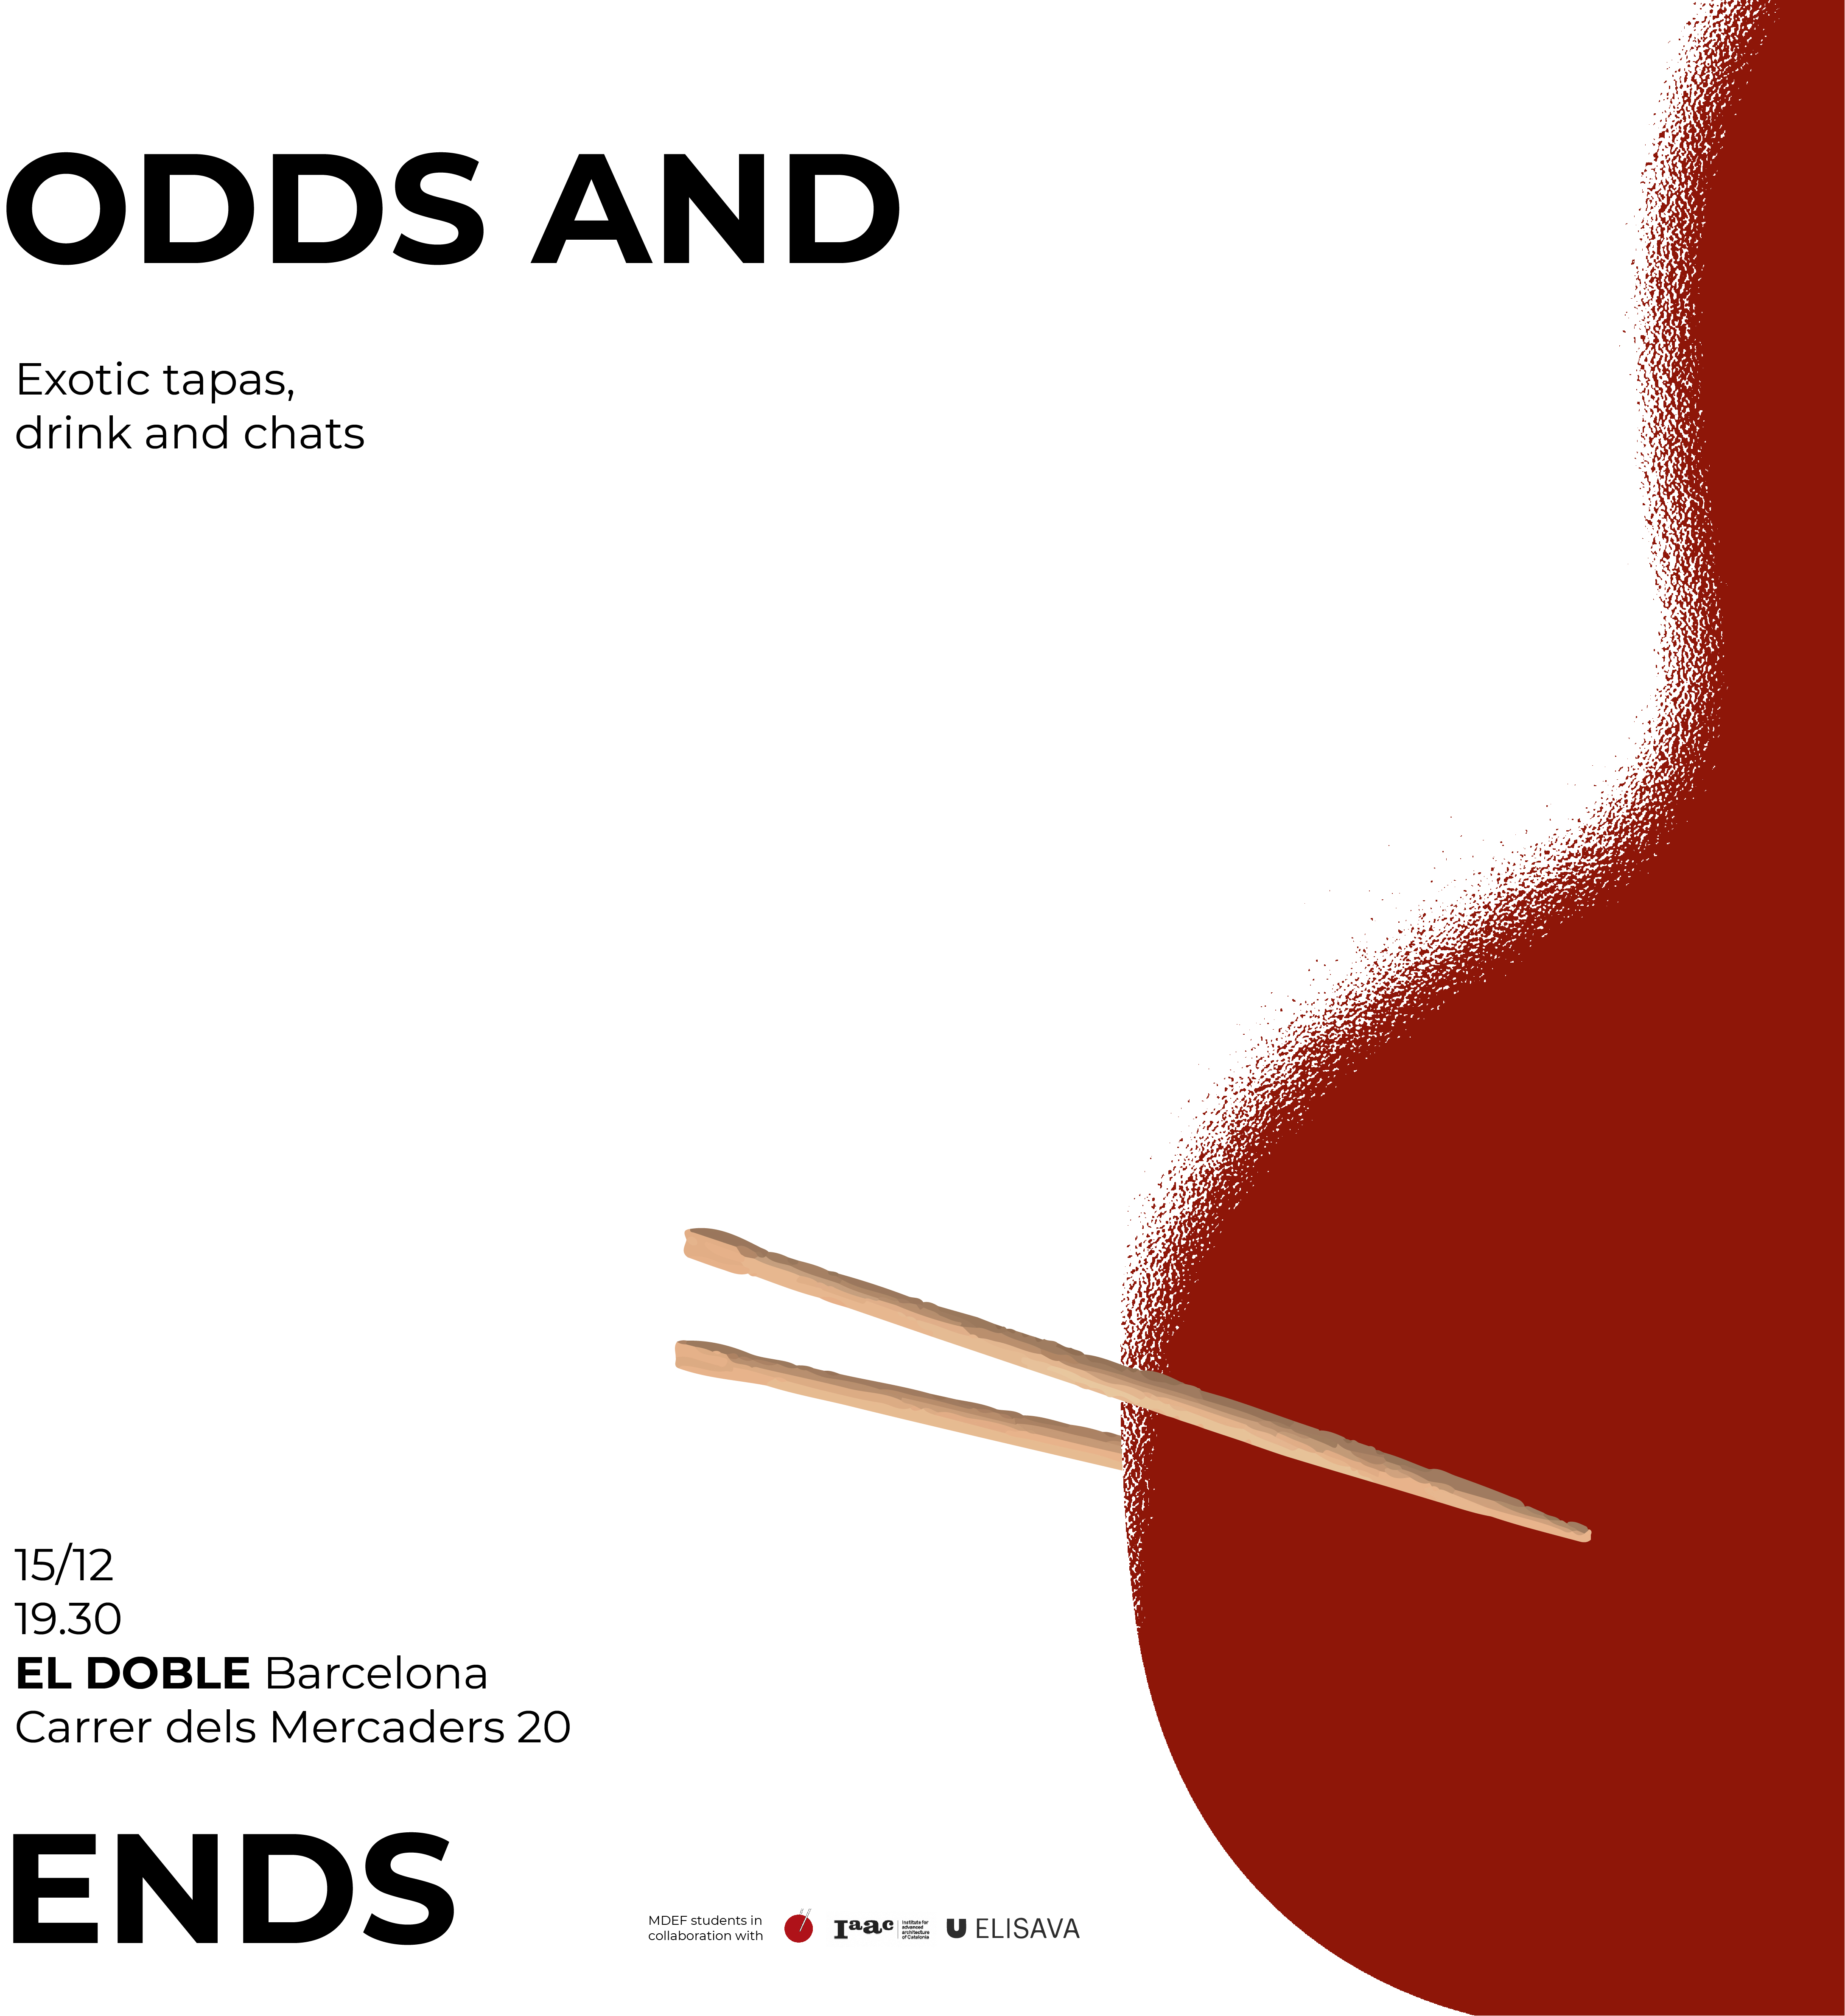 ODDS AND
Exotic tapas,
drink and chats
15/12
19.30
EL DOBLE Barcelona
Carrer dels Mercaders 20
ENDS
MDEF students in
collaboration with
Iaac
Institute for
advanced
architecture
of Catalonia
U ELISAVA